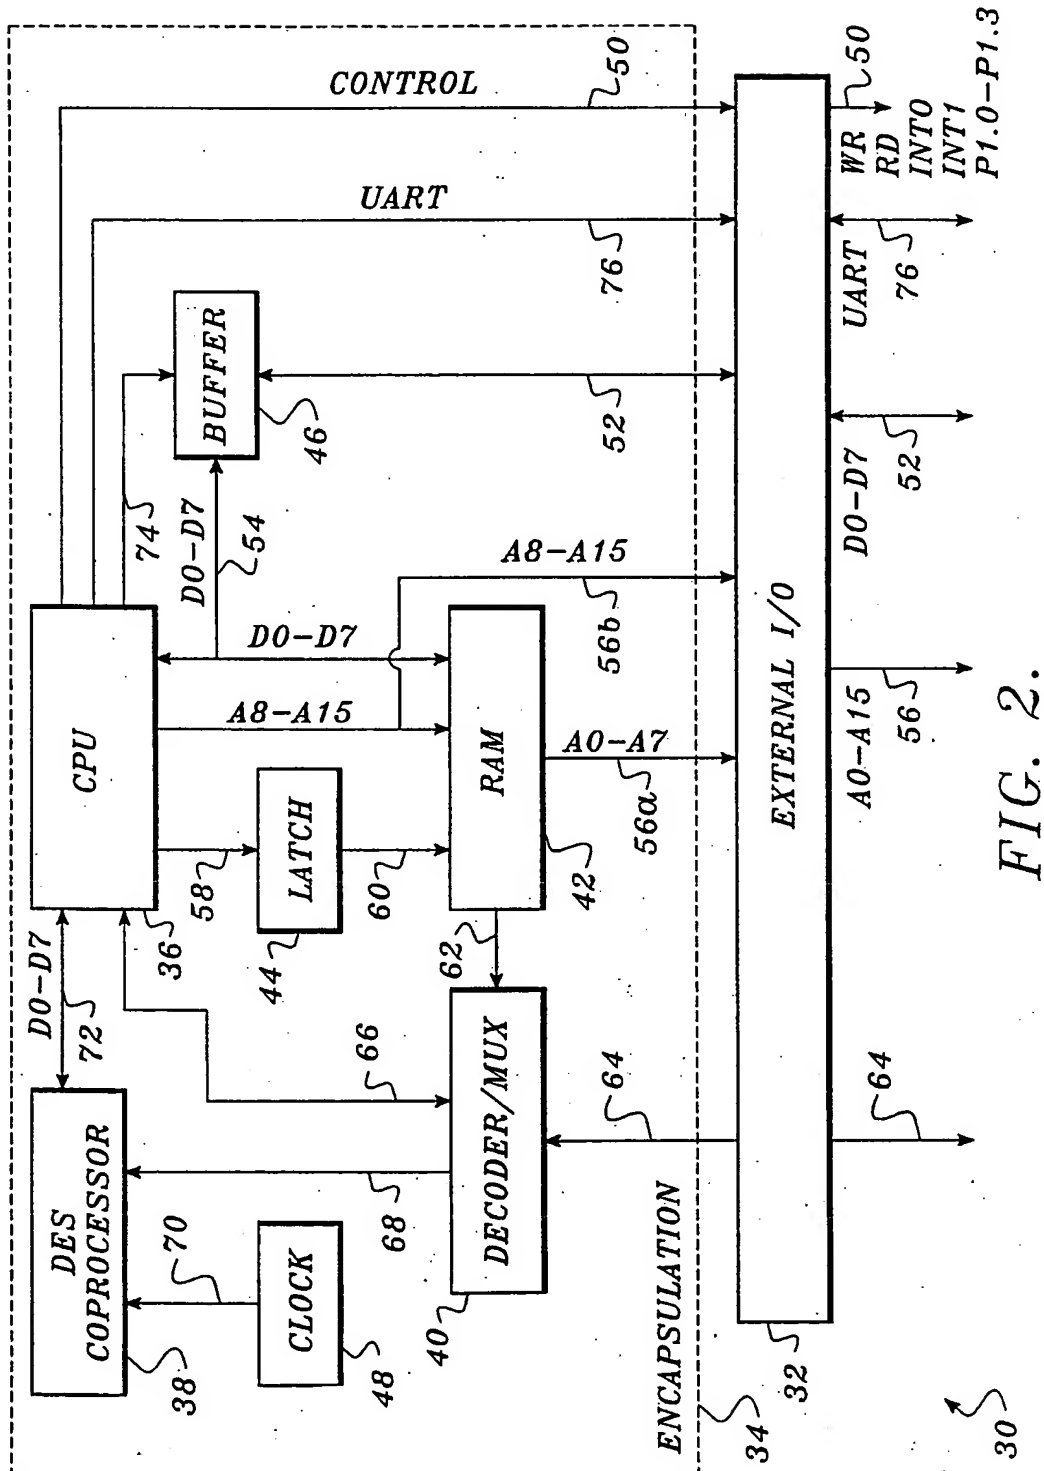 DES
COPROCESSOR
38
D0-D7
72
CPU
36
CONTROL
50
UART
76
74
BUFFER
46
52
D0-D7
54
D0-D7
A8-A15
A8-A15
56b
58
LATCH
44
60
RAM
42
A0-A7
56a
62
66
68
70
CLOCK
48
DECODER/MUX
40
64
ENCAPSULATION
34
EXTERNAL I/O
32
64
A0-A15
56
D0-D7
52
UART
76
50
WR
RD
INT0
INT1
P1.0-P1.3
30
FIG. 2.